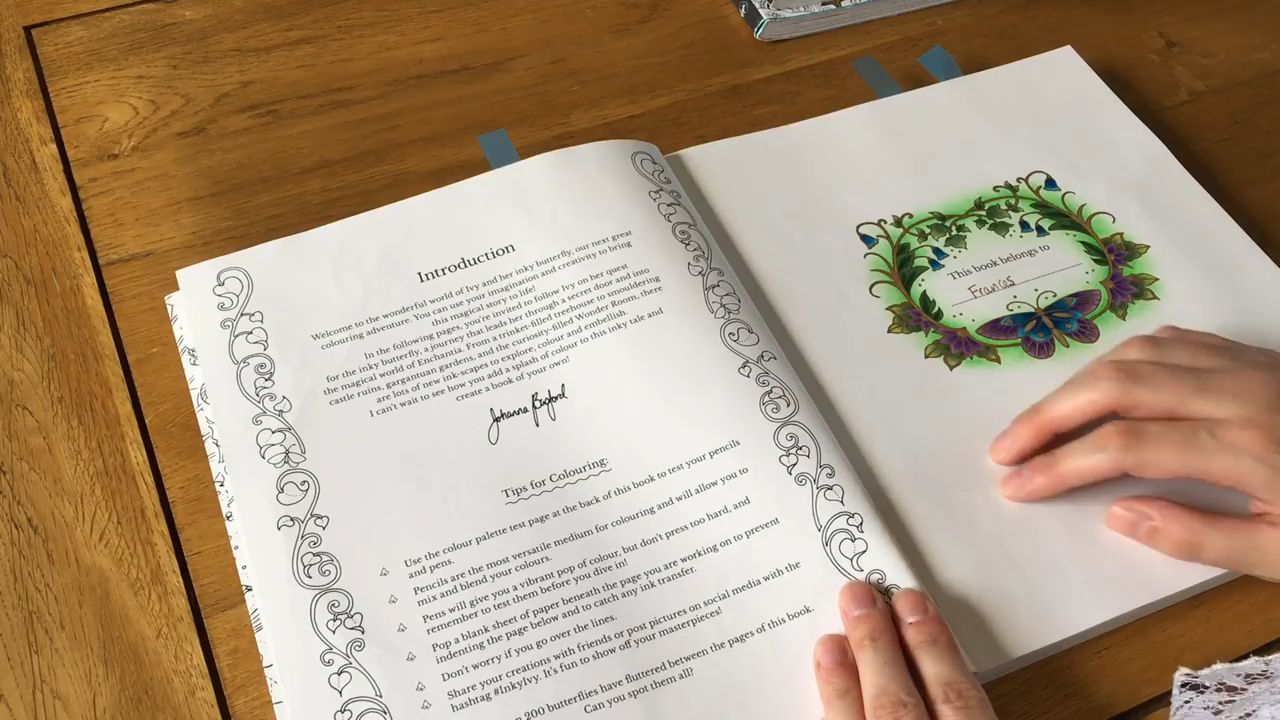 Introduction
Welcome to the wonderful world of Ivy and her inky butterfly, our next great
colouring adventure. You can use your imagination and creativity to bring
this magical story to life.
In the following pages, you're invited to follow Ivy on her quest
for the inky butterfly, a journey that leads her through a secret door and into
the magical world of Enchantia. From a trinket-filled treehouse to smouldering
castle ruins, gargantuan gardens, and the curiosity-filled Wonder Room, there
are lots of new ink-scapes to explore, colour and embellish.
I can't wait to see how you add a splash of colour to this inky tale and
create a book of your own!
Johanna Basford
Tips for Colouring:
Use the colour palette test page at the back of this book to test your pencils
and pens.
Pencils are the most versatile medium for colouring and will allow you to
mix and blend your colours.
Pens will give you a vibrant pop of colour, but don't press too hard, and
remember to test them before you dive in!
Pop a blank sheet of paper beneath the page you are working on to prevent
indenting the page below and to catch any ink transfer.
Don't worry if you go over the lines.
Share your creations with friends or post pictures on social media with the
hashtag #InkyIvy. It's fun to show off your masterpieces!
200 butterflies have fluttered between the pages of this book.
Can you spot them all?
This book belongs to
Frances